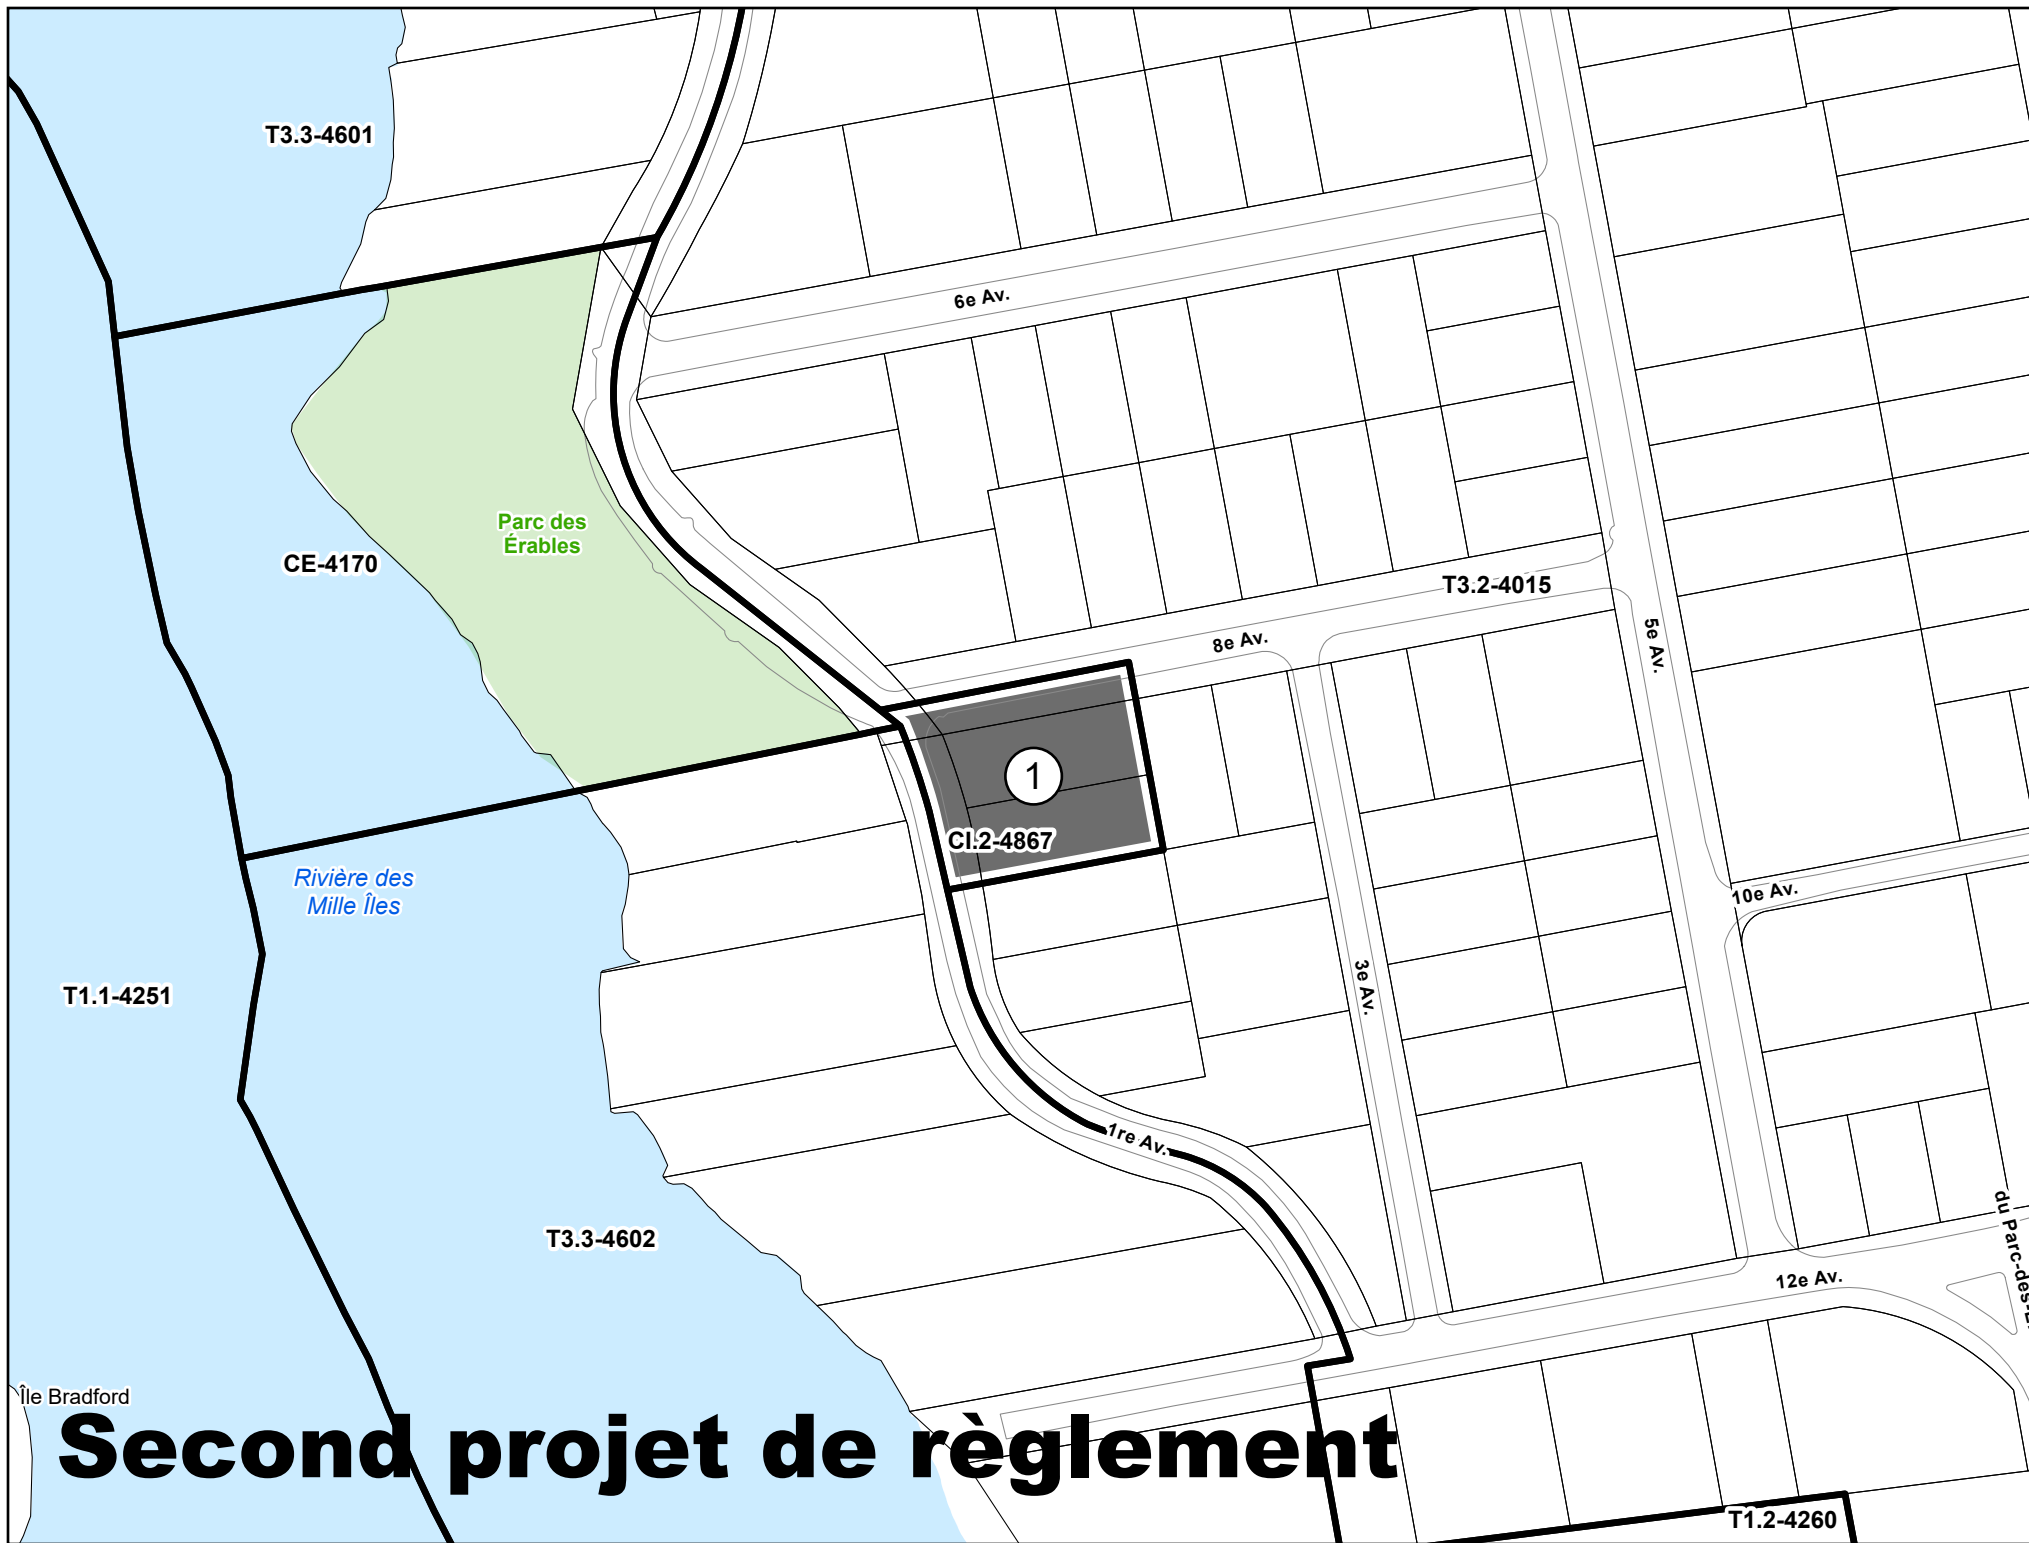 T3.3-4601
6e Av.
Parc des
Érables
CE-4170
T3.2-4015
8e Av.
5e Av.
1
CI.2-4867
Rivière des
Mille Îles
10e Av.
T1.1-4251
3e Av.
1re Av.
T3.3-4602
du Parc-des-
12e Av.
Île Bradford
Second projet de règlement
T1.2-4260